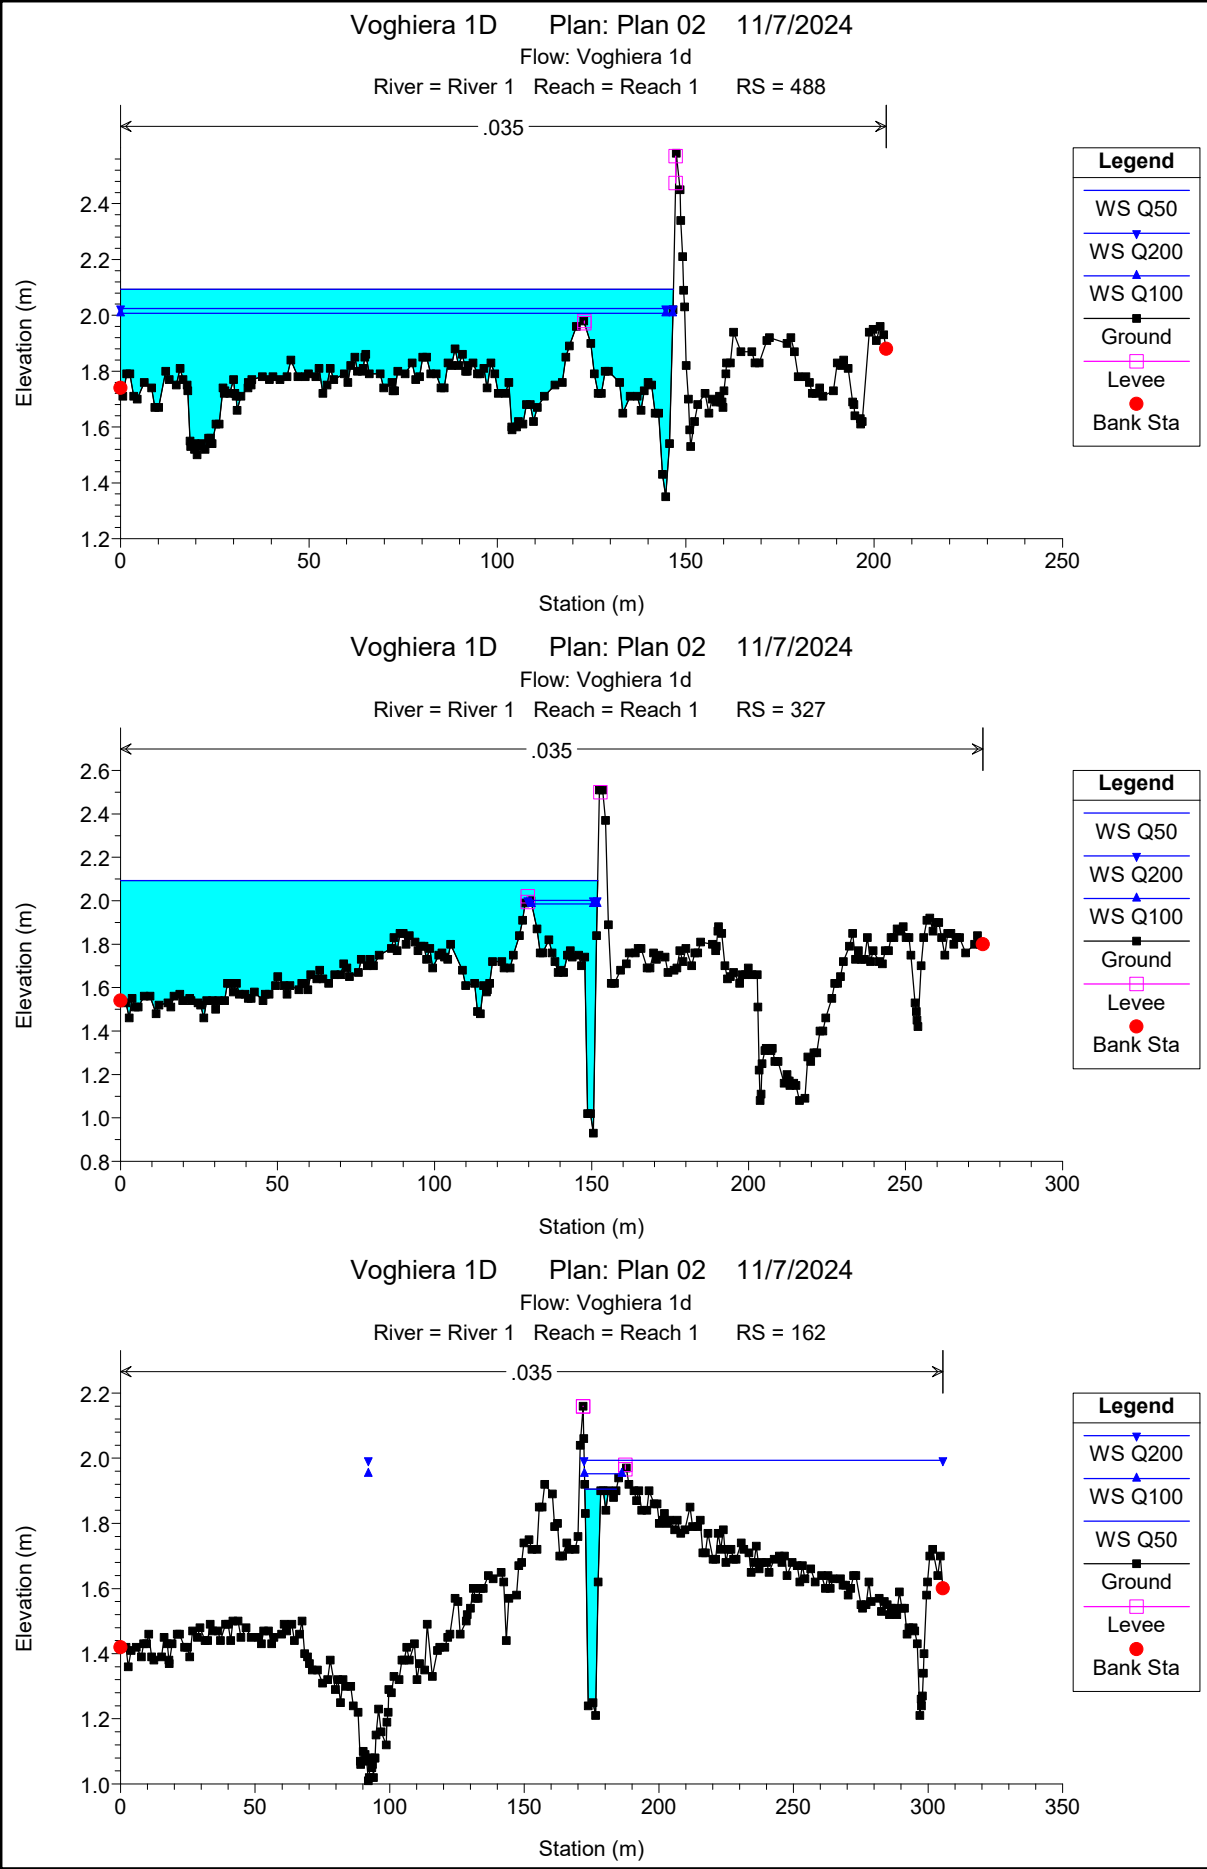 Voghiera 1D Plan: Plan 02 11/7/2024
Flow: Voghiera 1d
River = River 1 Reach = Reach 1 RS = 488
.035
Elevation (m)
2.4
2.2
2.0
1.8
1.6
1.4
1.2
0 50 100 150 200 250
Station (m)
Legend
WS Q50
WS Q200
WS Q100
Ground
Levee
Bank Sta
Voghiera 1D Plan: Plan 02 11/7/2024
Flow: Voghiera 1d
River = River 1 Reach = Reach 1 RS = 327
.035
Elevation (m)
2.6
2.4
2.2
2.0
1.8
1.6
1.4
1.2
1.0
0.8
0 50 100 150 200 250 300
Station (m)
Legend
WS Q50
WS Q200
WS Q100
Ground
Levee
Bank Sta
Voghiera 1D Plan: Plan 02 11/7/2024
Flow: Voghiera 1d
River = River 1 Reach = Reach 1 RS = 162
.035
Elevation (m)
2.2
2.0
1.8
1.6
1.4
1.2
1.0
0 50 100 150 200 250 300 350
Station (m)
Legend
WS Q200
WS Q100
WS Q50
Ground
Levee
Bank Sta